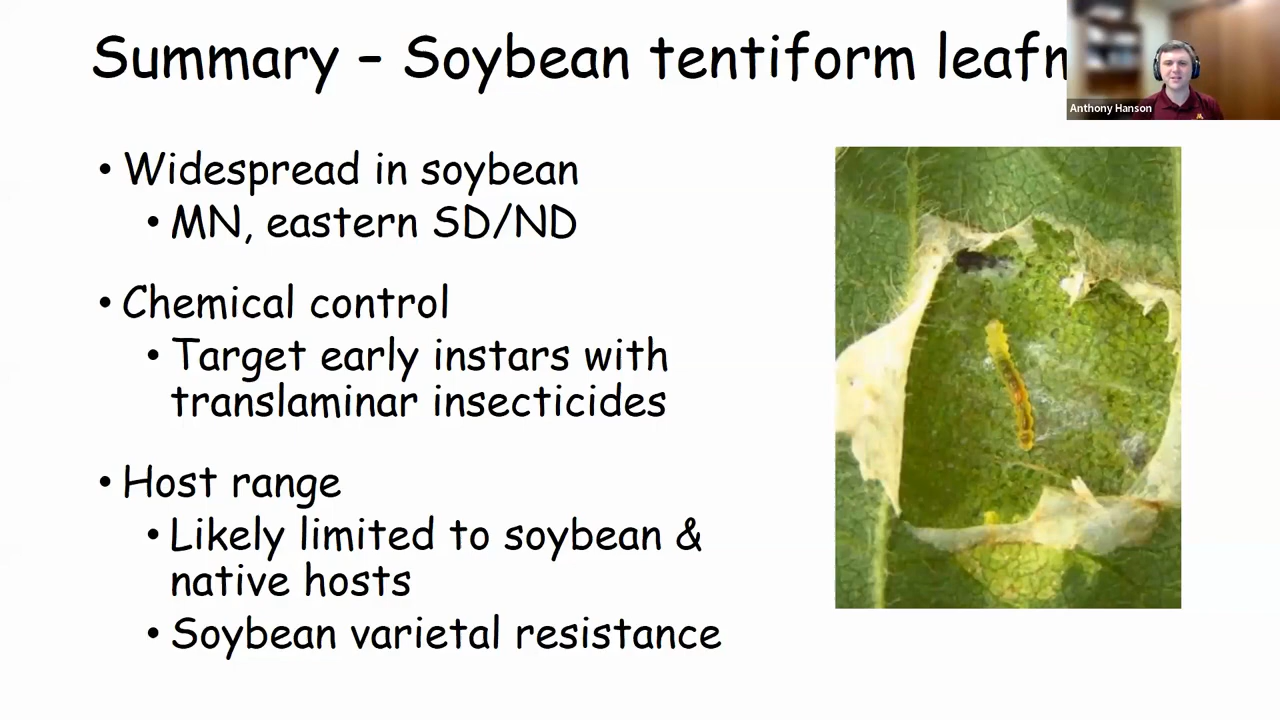 Summary – Soybean tentiform leafn
Anthony Hanson
• Widespread in soybean
• MN, eastern SD/ND
• Chemical control
• Target early instars with
translaminar insecticides
• Host range
• Likely limited to soybean &
native hosts
• Soybean varietal resistance